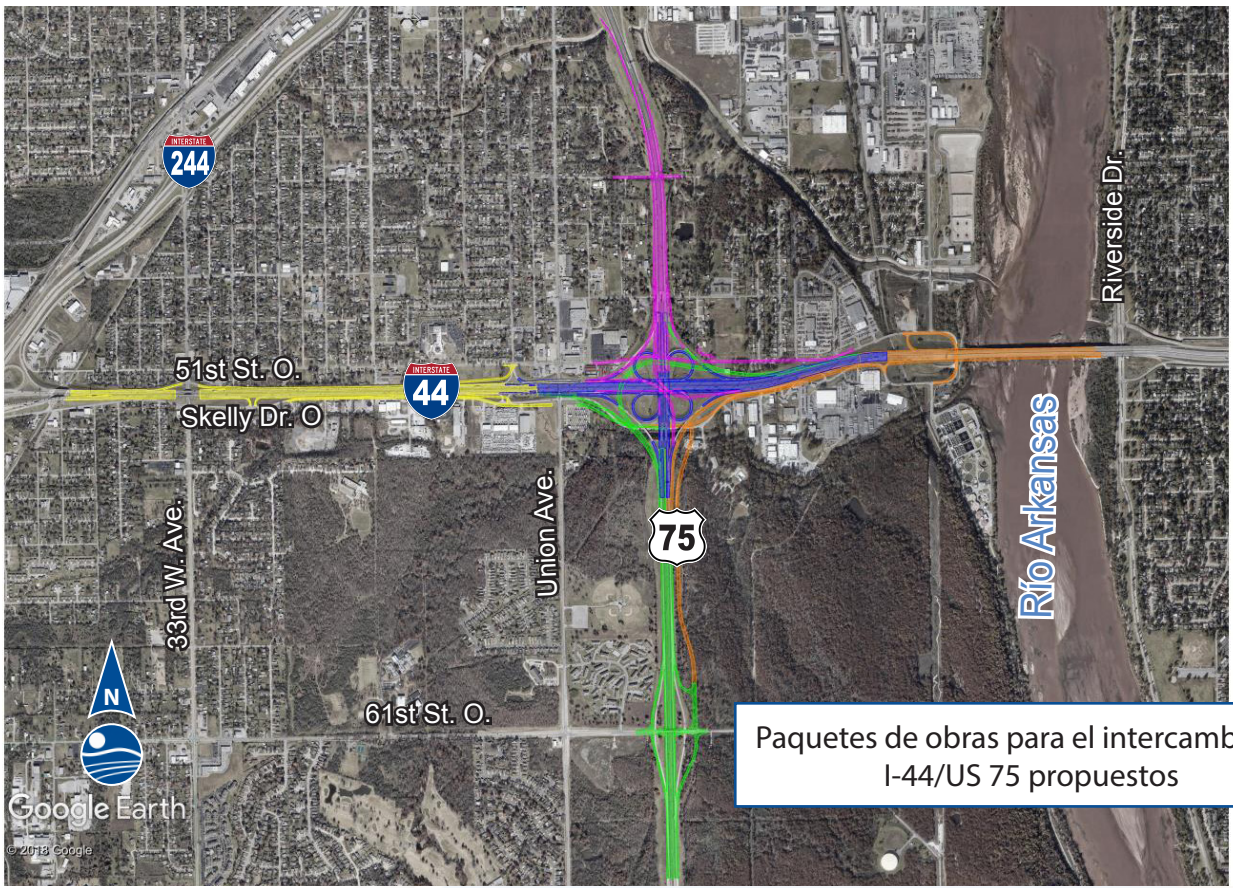 INTERSTATE
244
Riverside Dr.
51st St. O.
INTERSTATE
44
Skelly Dr. O
33rd W. Ave.
Union Ave.
75
Río Arkansas
N
61st St. O.
Paquetes de obras para el intercamb
I-44/US 75 propuestos
Google Earth
© 2018 Google